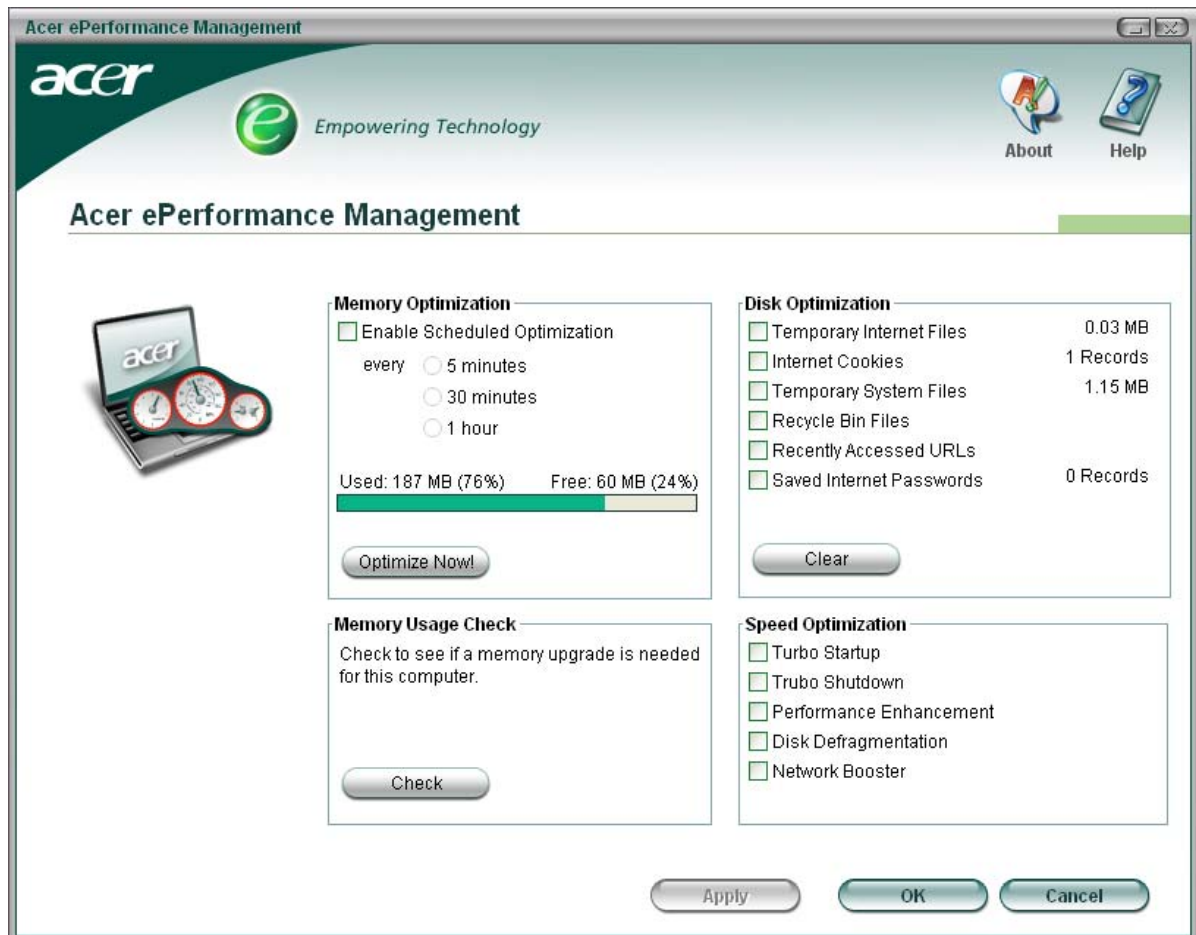 Acer ePerformance Management
acer
e
Empowering Technology
About
Help
Acer ePerformance Management
acer
Memory Optimization
Enable Scheduled Optimization
every
5 minutes
30 minutes
1 hour
Used: 187 MB (76%) Free: 60 MB (24%)
Optimize Now!
Disk Optimization
Temporary Internet Files 0.03 MB
Internet Cookies 1 Records
Temporary System Files 1.15 MB
Recycle Bin Files
Recently Accessed URLs
Saved Internet Passwords 0 Records
Clear
Memory Usage Check
Check to see if a memory upgrade is needed
for this computer.
Check
Speed Optimization
Turbo Startup
Trubo Shutdown
Performance Enhancement
Disk Defragmentation
Network Booster
Apply
OK
Cancel